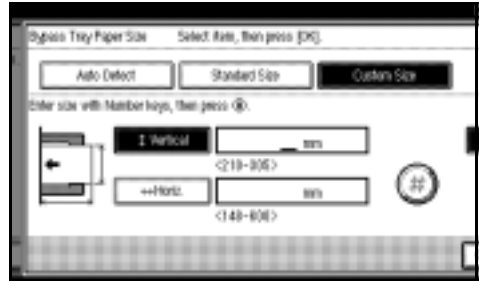 Bypass Tray Paper Size Select item, then press [OK].
Auto Detect Standard Size Custom Size
Enter size with Number keys, then press
Vertical mm
<210-305>
Horiz. mm
#
<148-600>